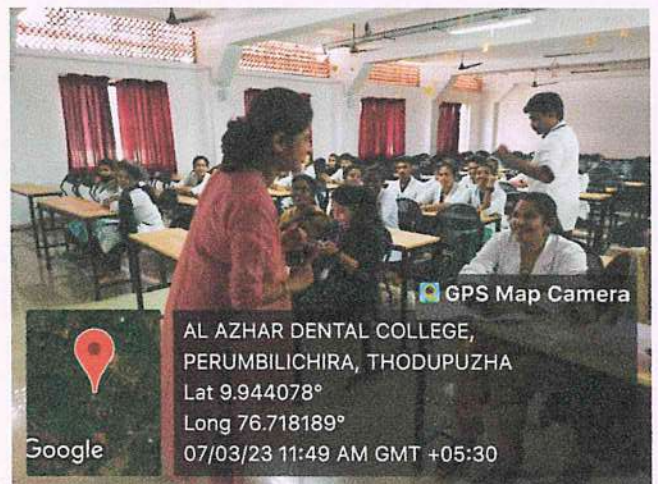 GPS Map Camera
AL AZHAR DENTAL COLLEGE,
PERUMBILICHIRA, THODUPUZHA
Lat 9.944078°
Long 76.718189°
07/03/23 11:49 AM GMT +05:30
Google